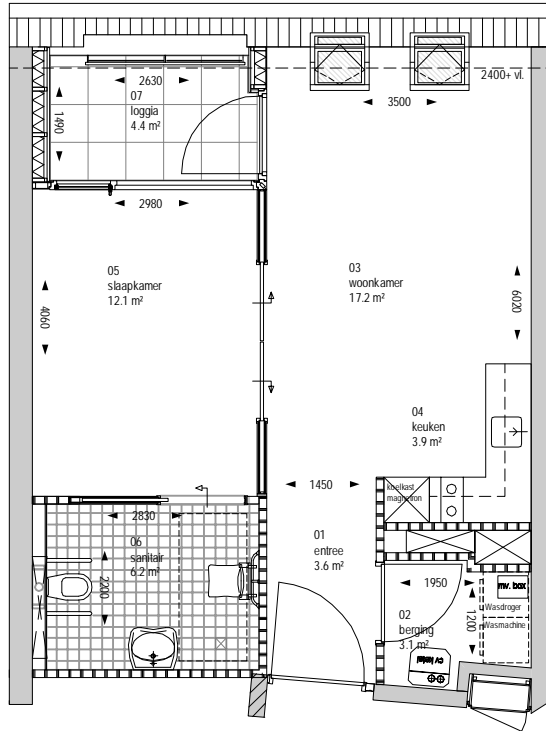 2630
07
loggia
4.4 m²
1490
2400+ vl.
3500
2980
05
slaapkamer
12.1 m²
4060
03
woonkamer
17.2 m²
6020
04
keuken
3.9 m²
koelkast
magnetron
1450
2830
06
sanitair
6.2 m²
2200
01
entree
3.6 m²
1950
02
berging
3.1 m²
1200
mv. box
Wasdroger
Wasmachine
cv ketel